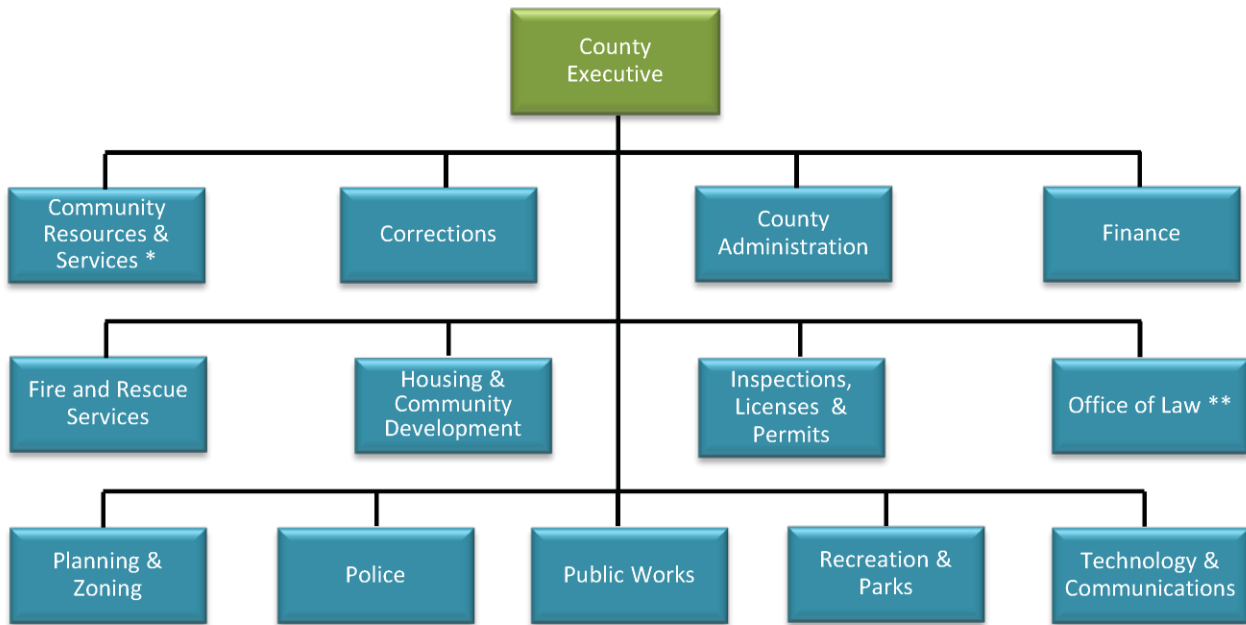 County
Executive
Community
Resources &
Services *
Corrections
County
Administration
Finance
Fire and Rescue
Services
Housing &
Community
Development
Inspections,
Licenses &
Permits
Office of Law **
Planning &
Zoning
Police
Public Works
Recreation &
Parks
Technology &
Communications